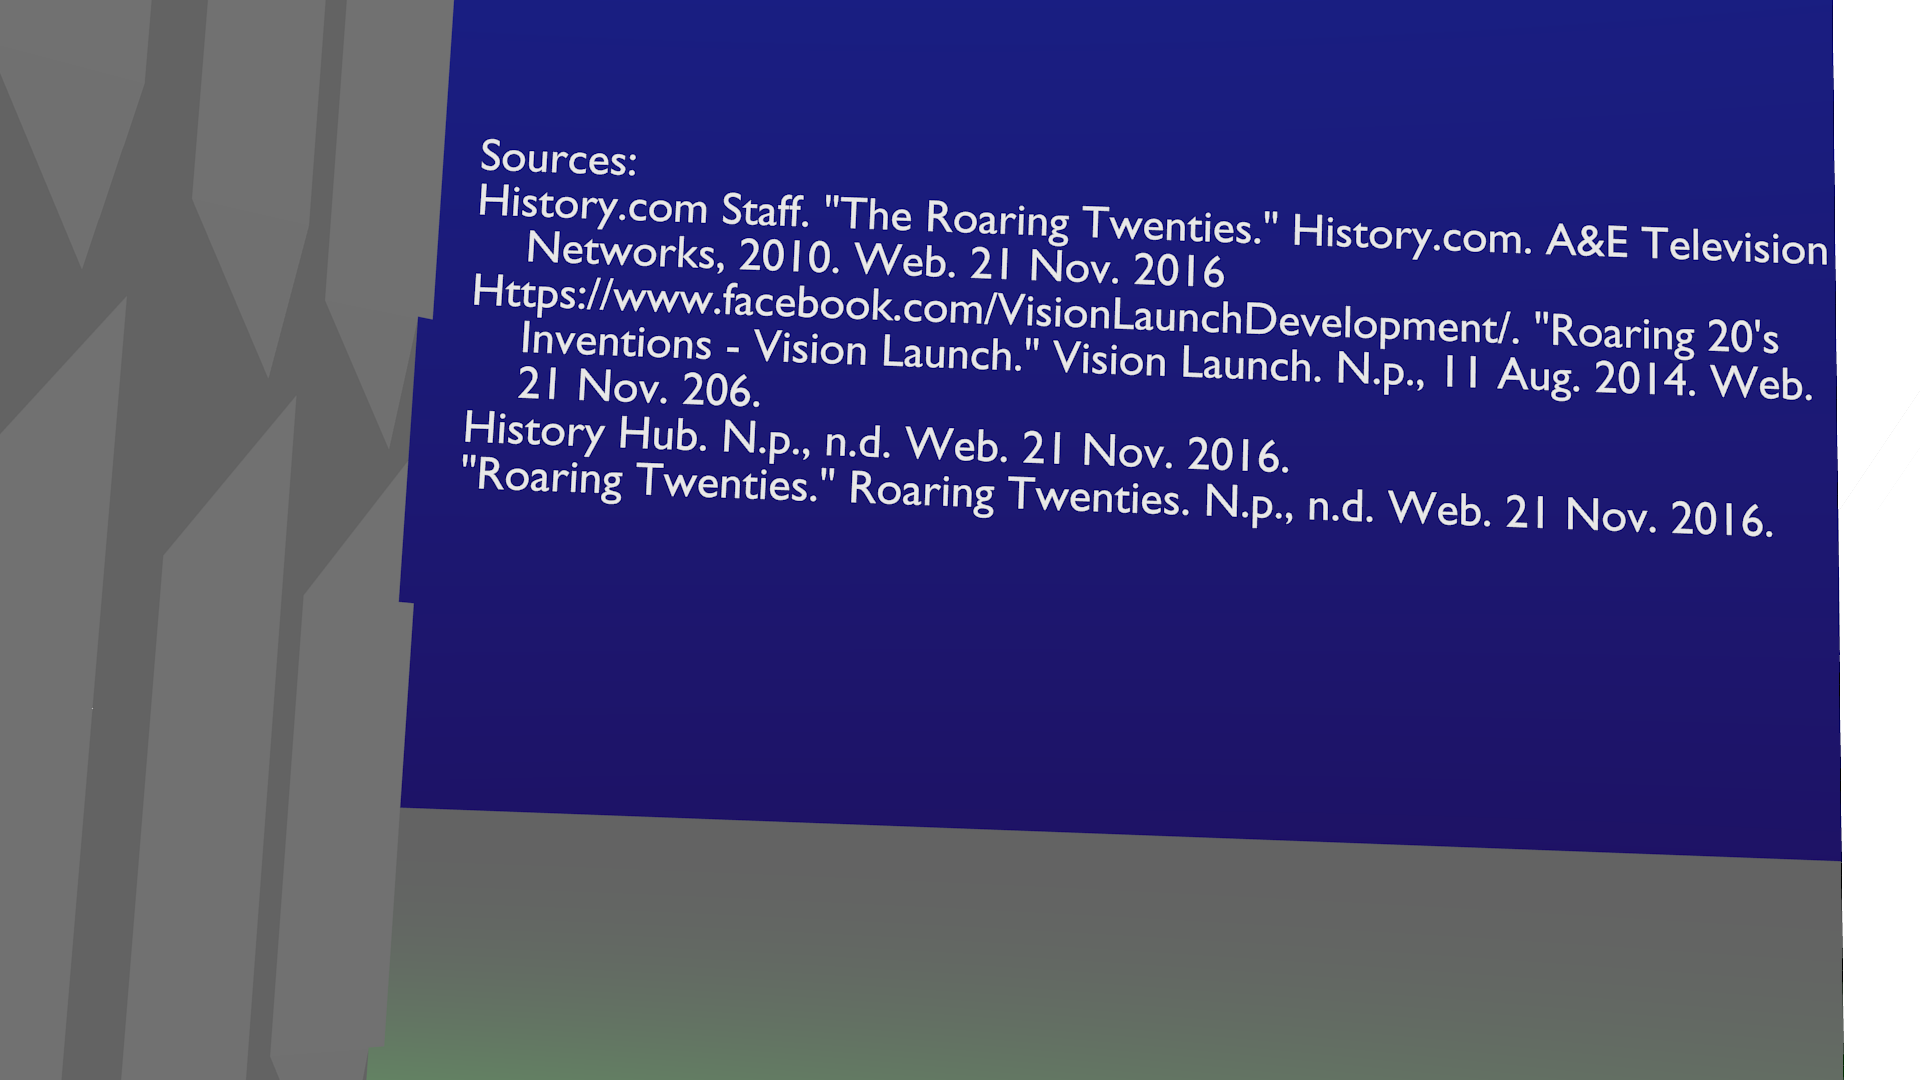 Sources:
History.com Staff. "The Roaring Twenties." History.com. A&E Television
Networks, 2010. Web. 21 Nov. 2016
Https://www.facebook.com/VisionLaunchDevelopment/. "Roaring 20's
Inventions - Vision Launch." Vision Launch. N.p., 11 Aug. 2014. Web.
21 Nov. 206.
History Hub. N.p., n.d. Web. 21 Nov. 2016.
"Roaring Twenties." Roaring Twenties. N.p., n.d. Web. 21 Nov. 2016.